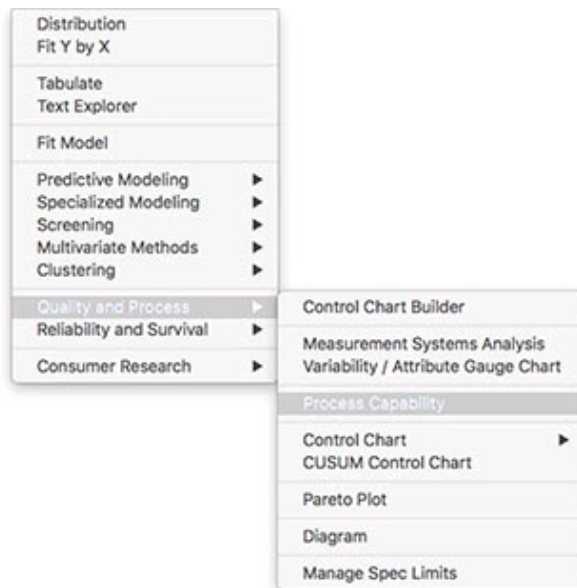 Distribution
Fit Y by X
Tabulate
Text Explorer
Fit Model
Predictive Modeling
Specialized Modeling
Screening
Multivariate Methods
Clustering
Quality and Process
Reliability and Survival
Consumer Research
Control Chart Builder
Measurement Systems Analysis
Variability / Attribute Gauge Chart
Process Capability
Control Chart
CUSUM Control Chart
Pareto Plot
Diagram
Manage Spec Limits